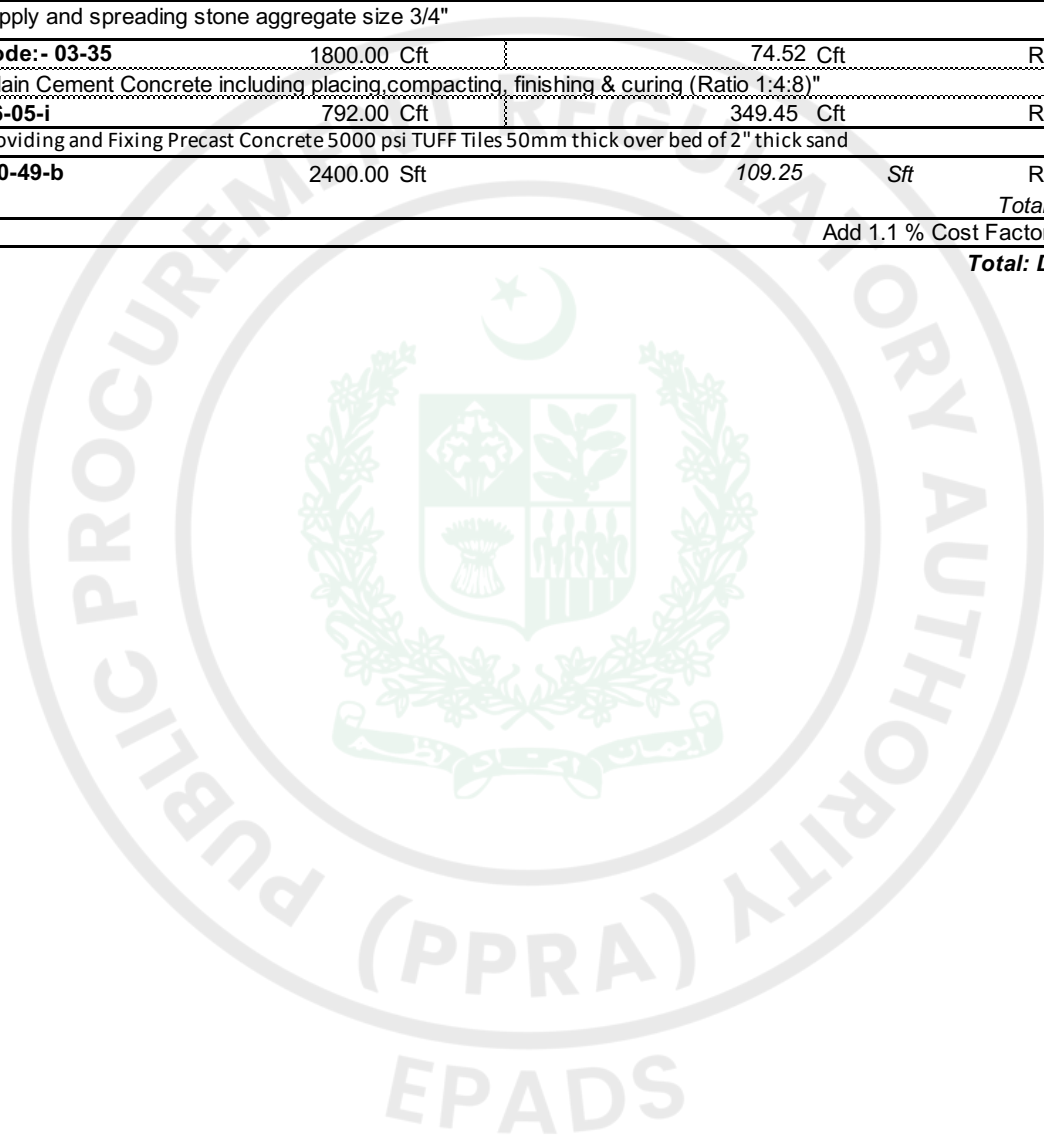 pply and spreading stone aggregate size 3/4"
ode:- 03-35 1800.00 Cft 74.52 Cft R
lain Cement Concrete including placing,compacting, finishing & curing (Ratio 1:4:8)"
6-05-i 792.00 Cft 349.45 Cft R
oviding and Fixing Precast Concrete 5000 psi TUFF Tiles 50mm thick over bed of 2" thick sand
0-49-b 2400.00 Sft 109.25 Sft R
Total
Add 1.1 % Cost Factor
Total: D
PUBLIC PROCUREMENT REGULATORY AUTHORITY
(PPRA)
EPADS